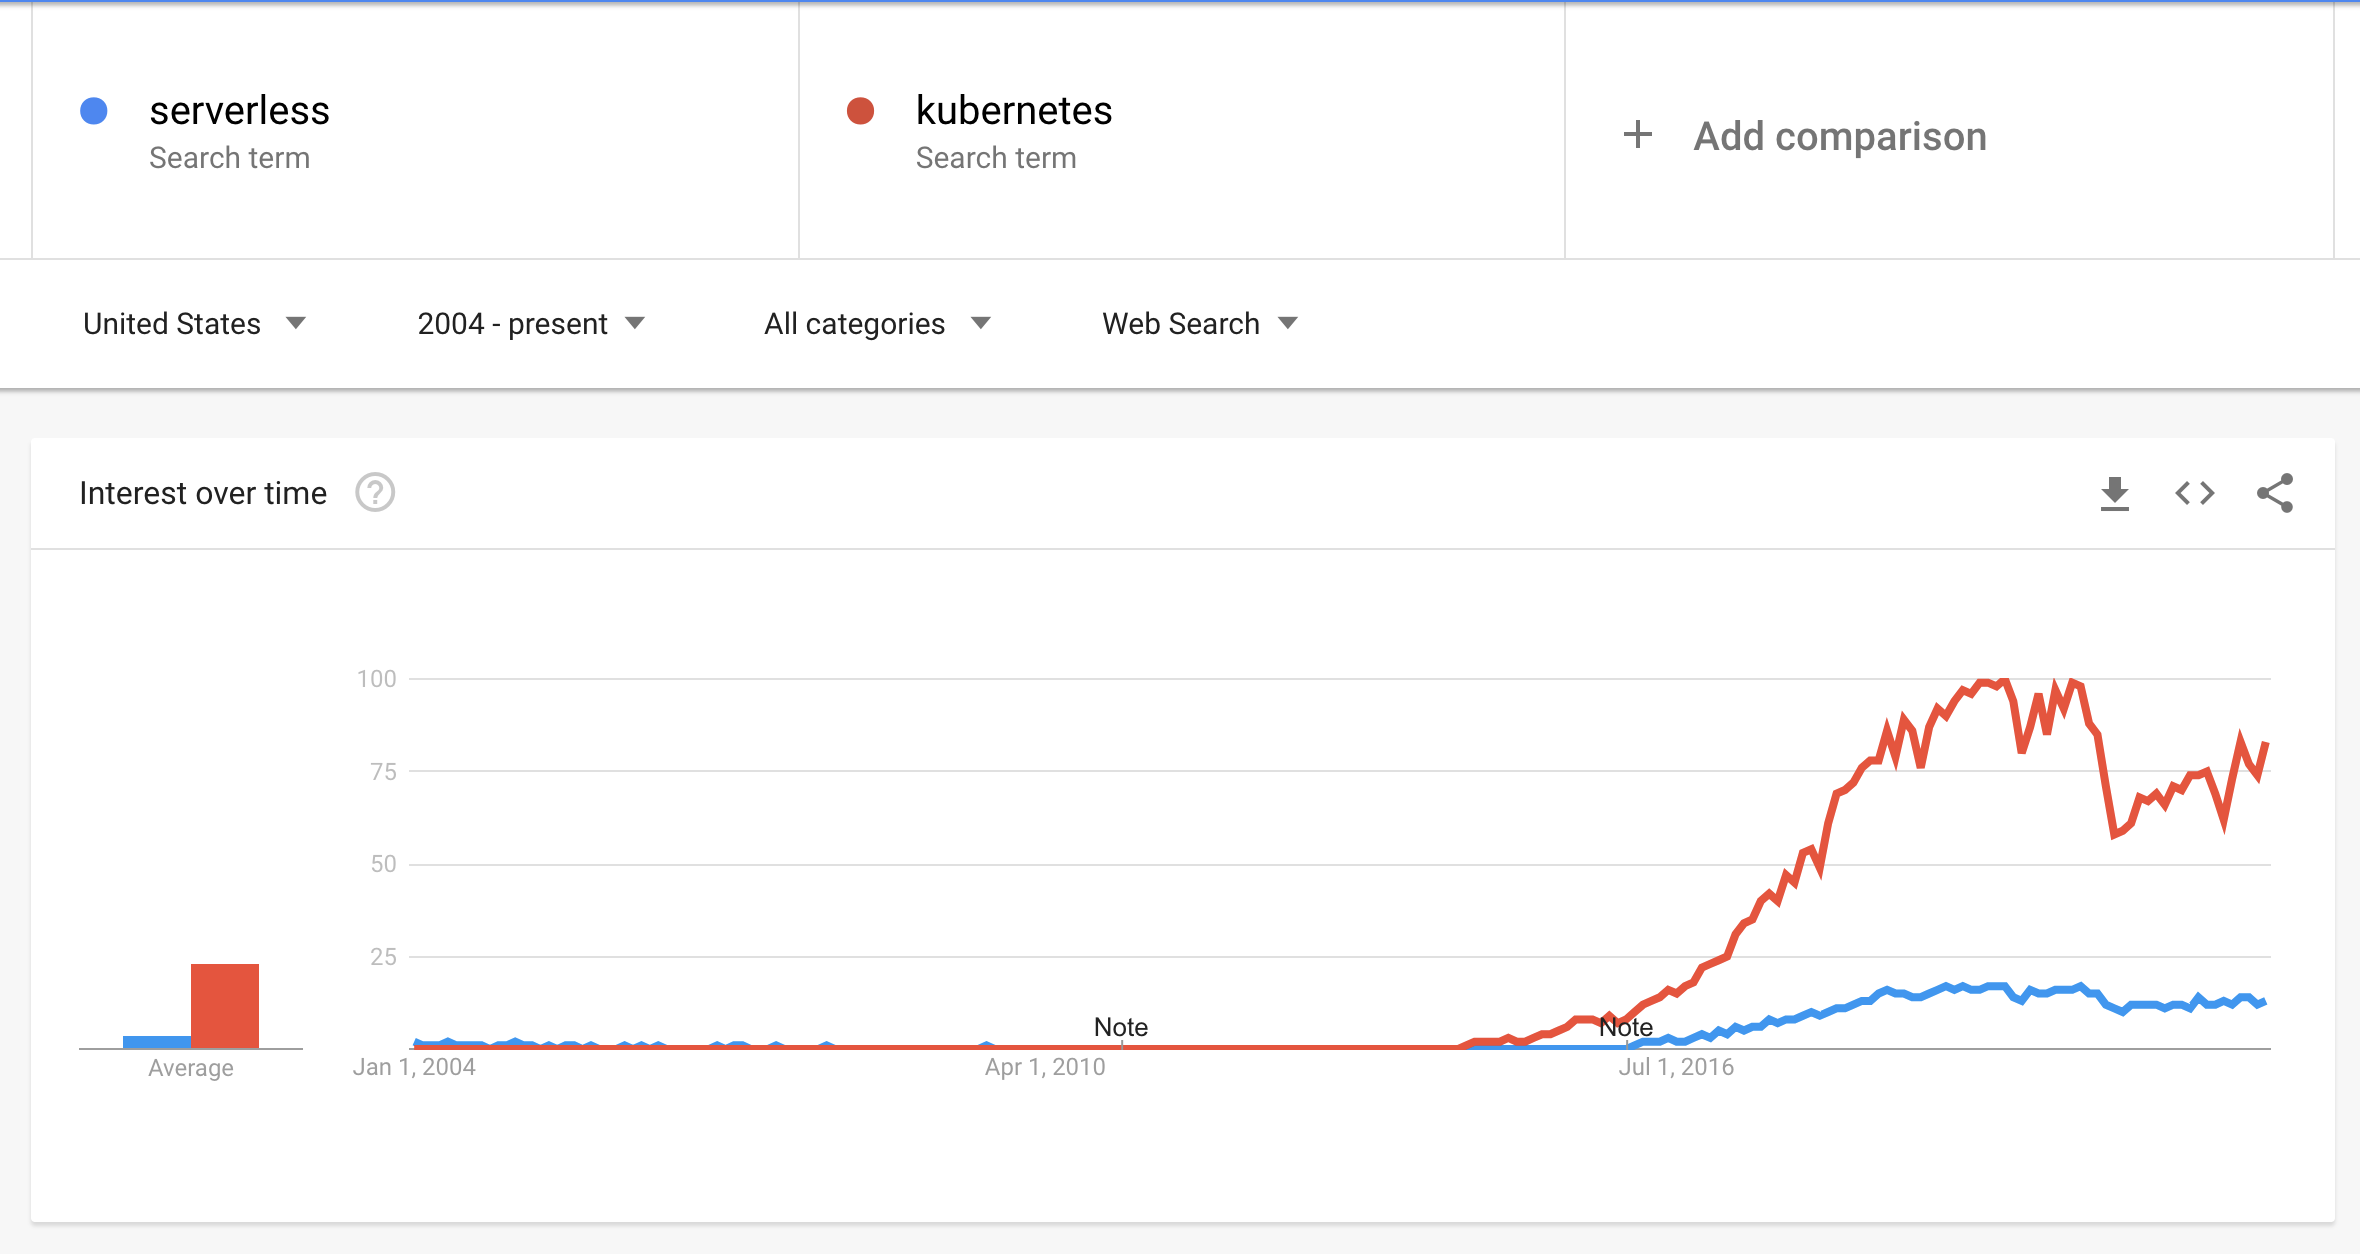 serverless
Search term
kubernetes
Search term
+ Add comparison
United States
2004 - present
All categories
Web Search
Interest over time
?
100
75
50
25
Note
Note
Average
Jan 1, 2004
Apr 1, 2010
Jul 1, 2016